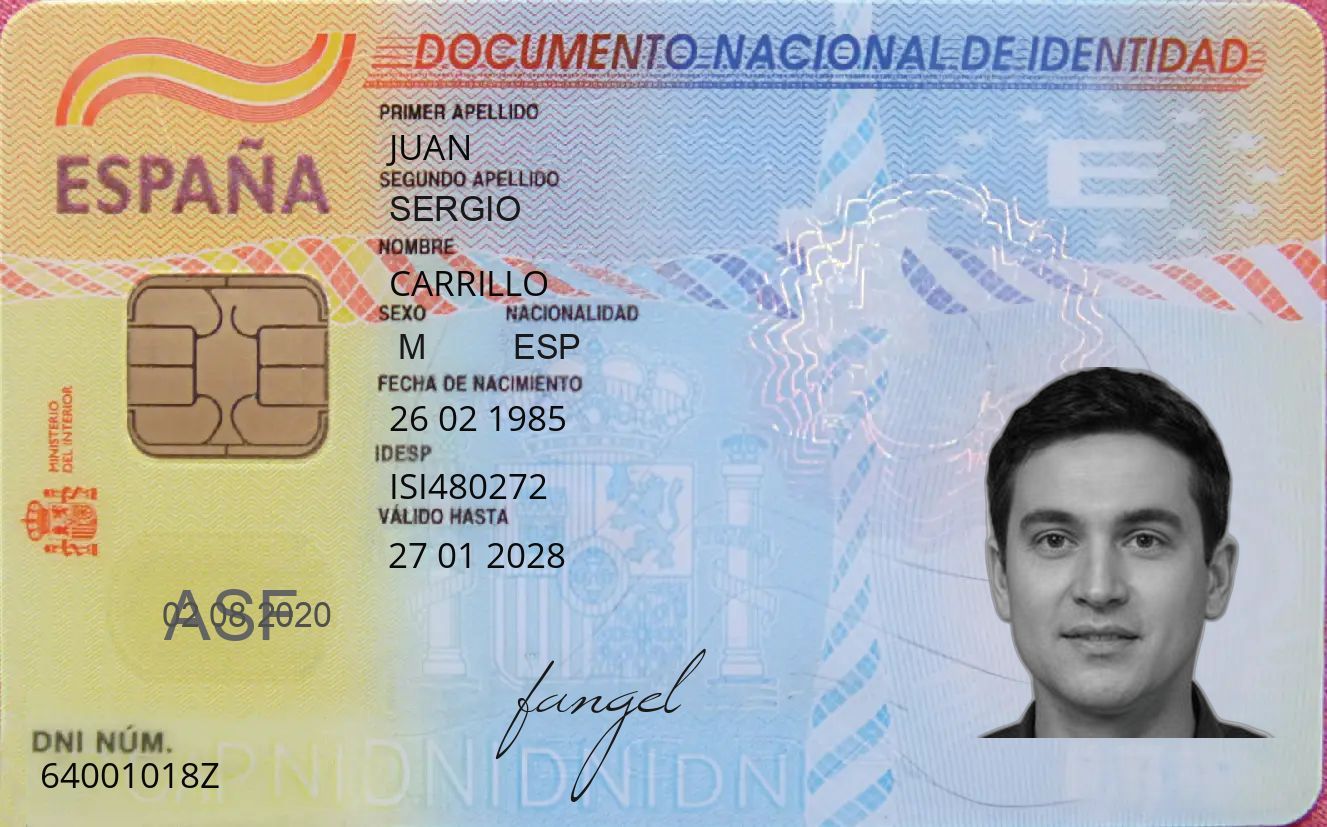 DOCUMENTO NACIONAL DE IDENTIDAD
ESPAÑA
PRIMER APELLIDO
JUAN
SEGUNDO APELLIDO
SERGIO
NOMBRE
CARRILLO
SEXO NACIONALIDAD
M ESP
FECHA DE NACIMIENTO
26 02 1985
IDESP
ISI480272
VÁLIDO HASTA
27 01 2028
MINISTERIO
DEL INTERIOR
E
ASF
02 08 2020
fangel
DNI NÚM.
64001018Z
DNIDNIDNIDN